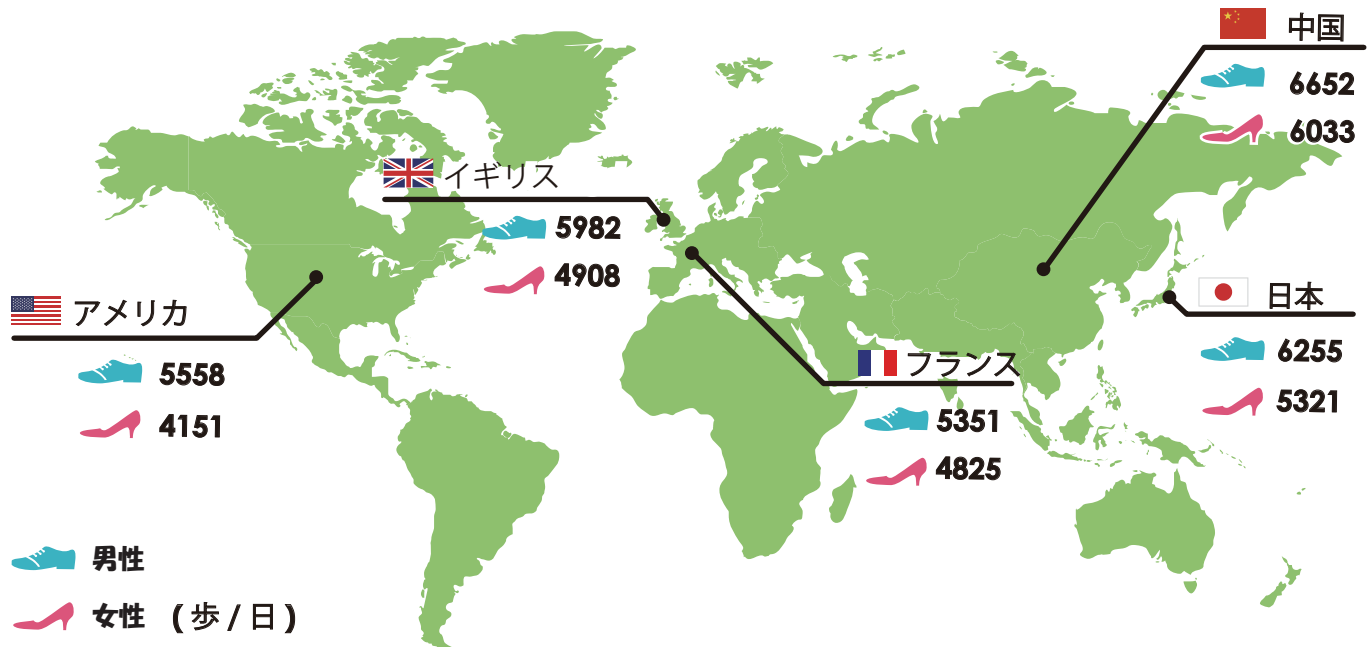 中国
6652
6033
イギリス
5982
4908
アメリカ
5558
4151
フランス
5351
4825
日本
6255
5321
男性
女性 (歩/日)